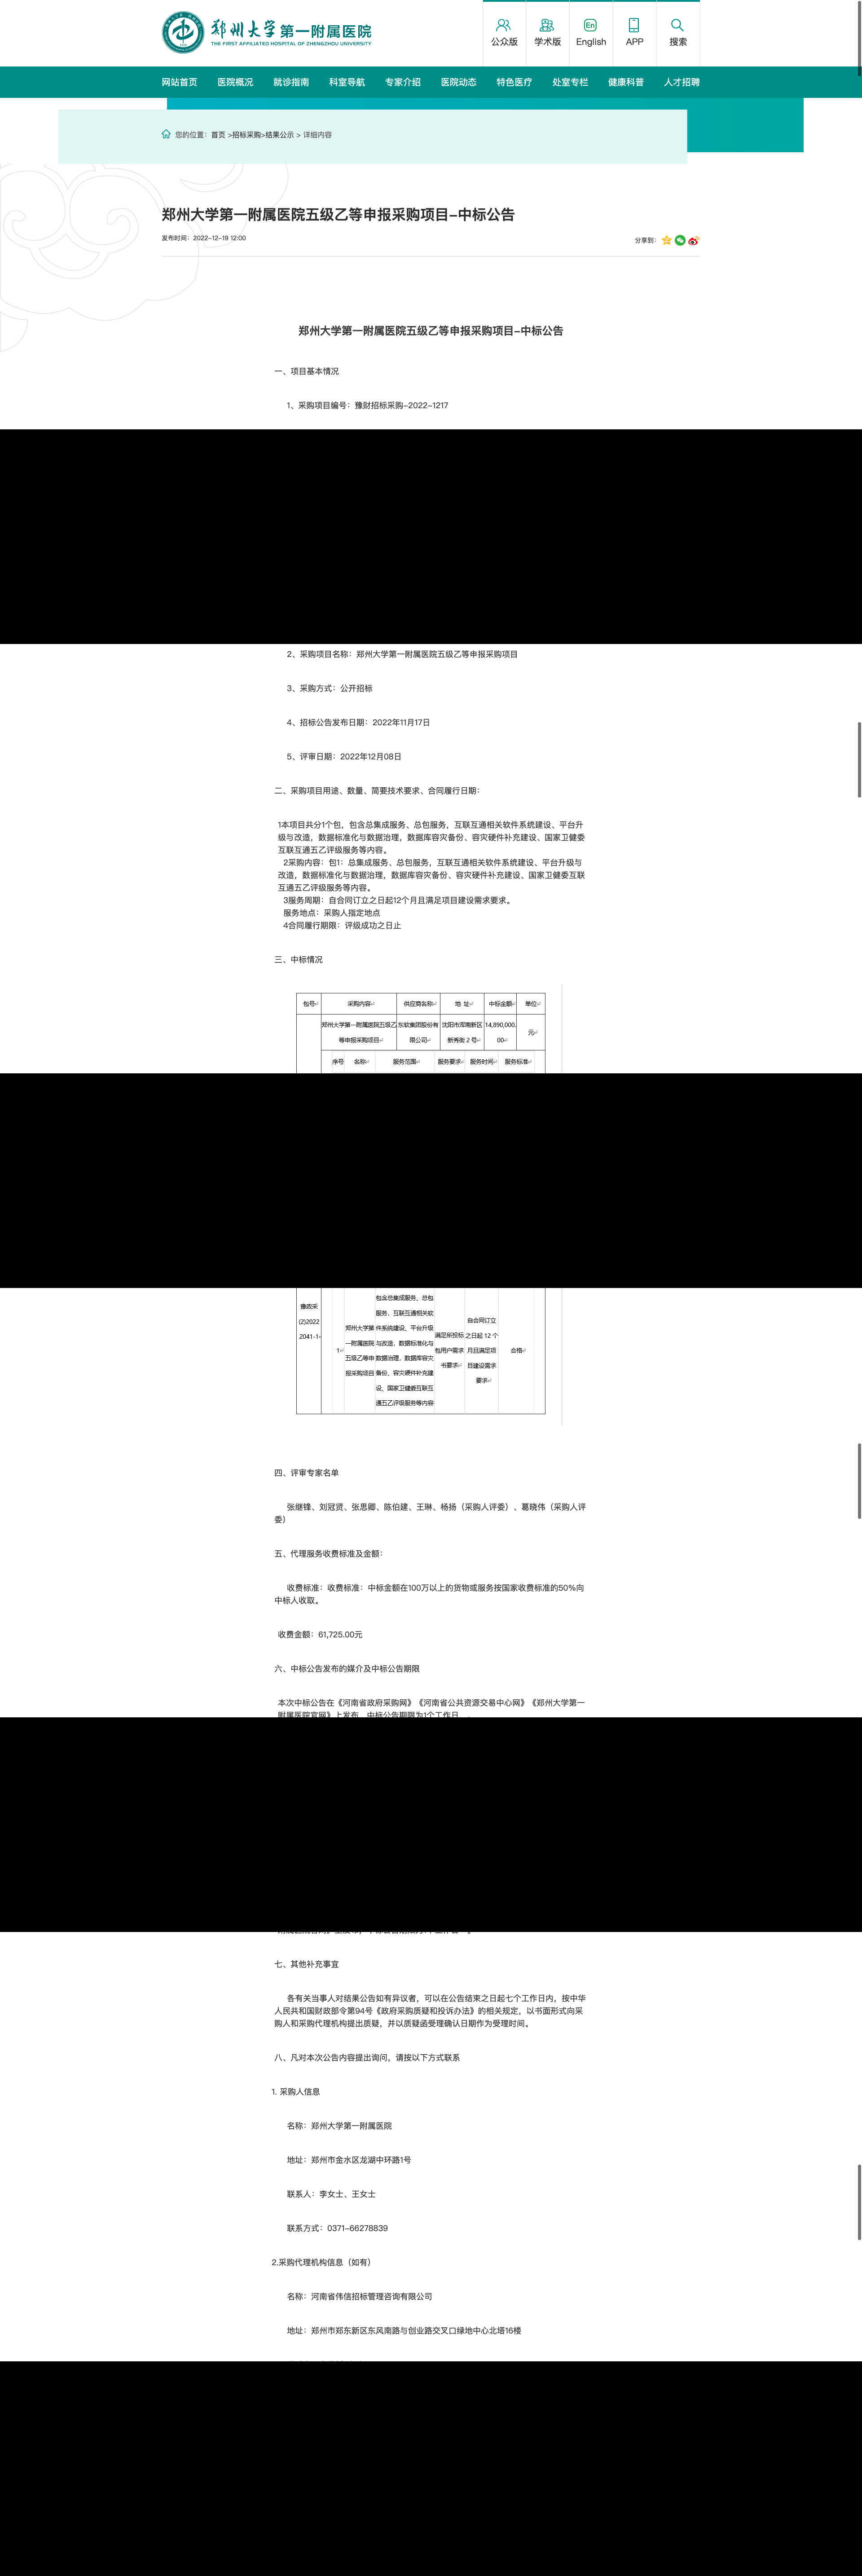 郑州大学第一附属医院
THE FIRST AFFILIATED HOSPITAL OF ZHENGZHOU UNIVERSITY
公众版
学术版
En
English
APP
搜索
网站首页 医院概况 就诊指南 科室导航 专家介绍 医院动态 特色医疗 处室专栏 健康科普 人才招聘
您的位置：首页 >招标采购>结果公示 > 详细内容
郑州大学第一附属医院五级乙等申报采购项目-中标公告
发布时间：2022-12-19 12:00
分享到：
郑州大学第一附属医院五级乙等申报采购项目-中标公告
一、项目基本情况
1、采购项目编号：豫财招标采购-2022-1217
2、采购项目名称：郑州大学第一附属医院五级乙等申报采购项目
3、采购方式：公开招标
4、招标公告发布日期：2022年11月17日
5、评审日期：2022年12月08日
二、采购项目用途、数量、简要技术要求、合同履行日期：
1本项目共分1个包，包含总集成服务、总包服务，互联互通相关软件系统建设、平台升
级与改造，数据标准化与数据治理，数据库容灾备份、容灾硬件补充建设、国家卫健委
互联互通五乙评级服务等内容。
2采购内容：包1：总集成服务、总包服务，互联互通相关软件系统建设、平台升级与
改造，数据标准化与数据治理，数据库容灾备份、容灾硬件补充建设、国家卫健委互联
互通五乙评级服务等内容。
3服务周期：自合同订立之日起12个月且满足项目建设需求要求。
服务地点：采购人指定地点
4合同履行期限：评级成功之日止
三、中标情况
包号 采购内容 供应商名称 地 址 中标金额 单位
郑州大学第一附属医院五级乙 东软集团股份有 沈阳市浑南新区 14,890,000.
等申报采购项目 限公司 新秀街 2 号 00 元
序号 名称 服务范围 服务要求 服务时间 服务标准
豫政采
(2)2022
2041-1
1
郑州大学第
一附属医院
五级乙等申
报采购项目
包含总集成服务、总包
服务，互联互通相关软
件系统建设、平台升级
与改造，数据标准化与
数据治理，数据库容灾
备份、容灾硬件补充建
设、国家卫健委互联互
通五乙评级服务等内容
满足所投标
包用户需求
书要求
自合同订立
之日起 12 个
月且满足项
目建设需求
要求
合格
四、评审专家名单
张继锋、刘冠贤、张思卿、陈伯建、王琳、杨扬（采购人评委）、葛晓伟（采购人评
委）
五、代理服务收费标准及金额：
收费标准：收费标准：中标金额在100万以上的货物或服务按国家收费标准的50%向
中标人收取。
收费金额：61,725.00元
六、中标公告发布的媒介及中标公告期限
本次中标公告在《河南省政府采购网》《河南省公共资源交易中心网》《郑州大学第一
附属医院官网》上发布，中标公告期限为1个工作日
七、其他补充事宜
各有关当事人对结果公告如有异议者，可以在公告结束之日起七个工作日内，按中华
人民共和国财政部令第94号《政府采购质疑和投诉办法》的相关规定，以书面形式向采
购人和采购代理机构提出质疑，并以质疑函受理确认日期作为受理时间。
八、凡对本次公告内容提出询问，请按以下方式联系
1. 采购人信息
名称：郑州大学第一附属医院
地址：郑州市金水区龙湖中环路1号
联系人：李女士、王女士
联系方式：0371-66278839
2.采购代理机构信息（如有）
名称：河南省伟信招标管理咨询有限公司
地址：郑州市郑东新区东风南路与创业路交叉口绿地中心北塔16楼